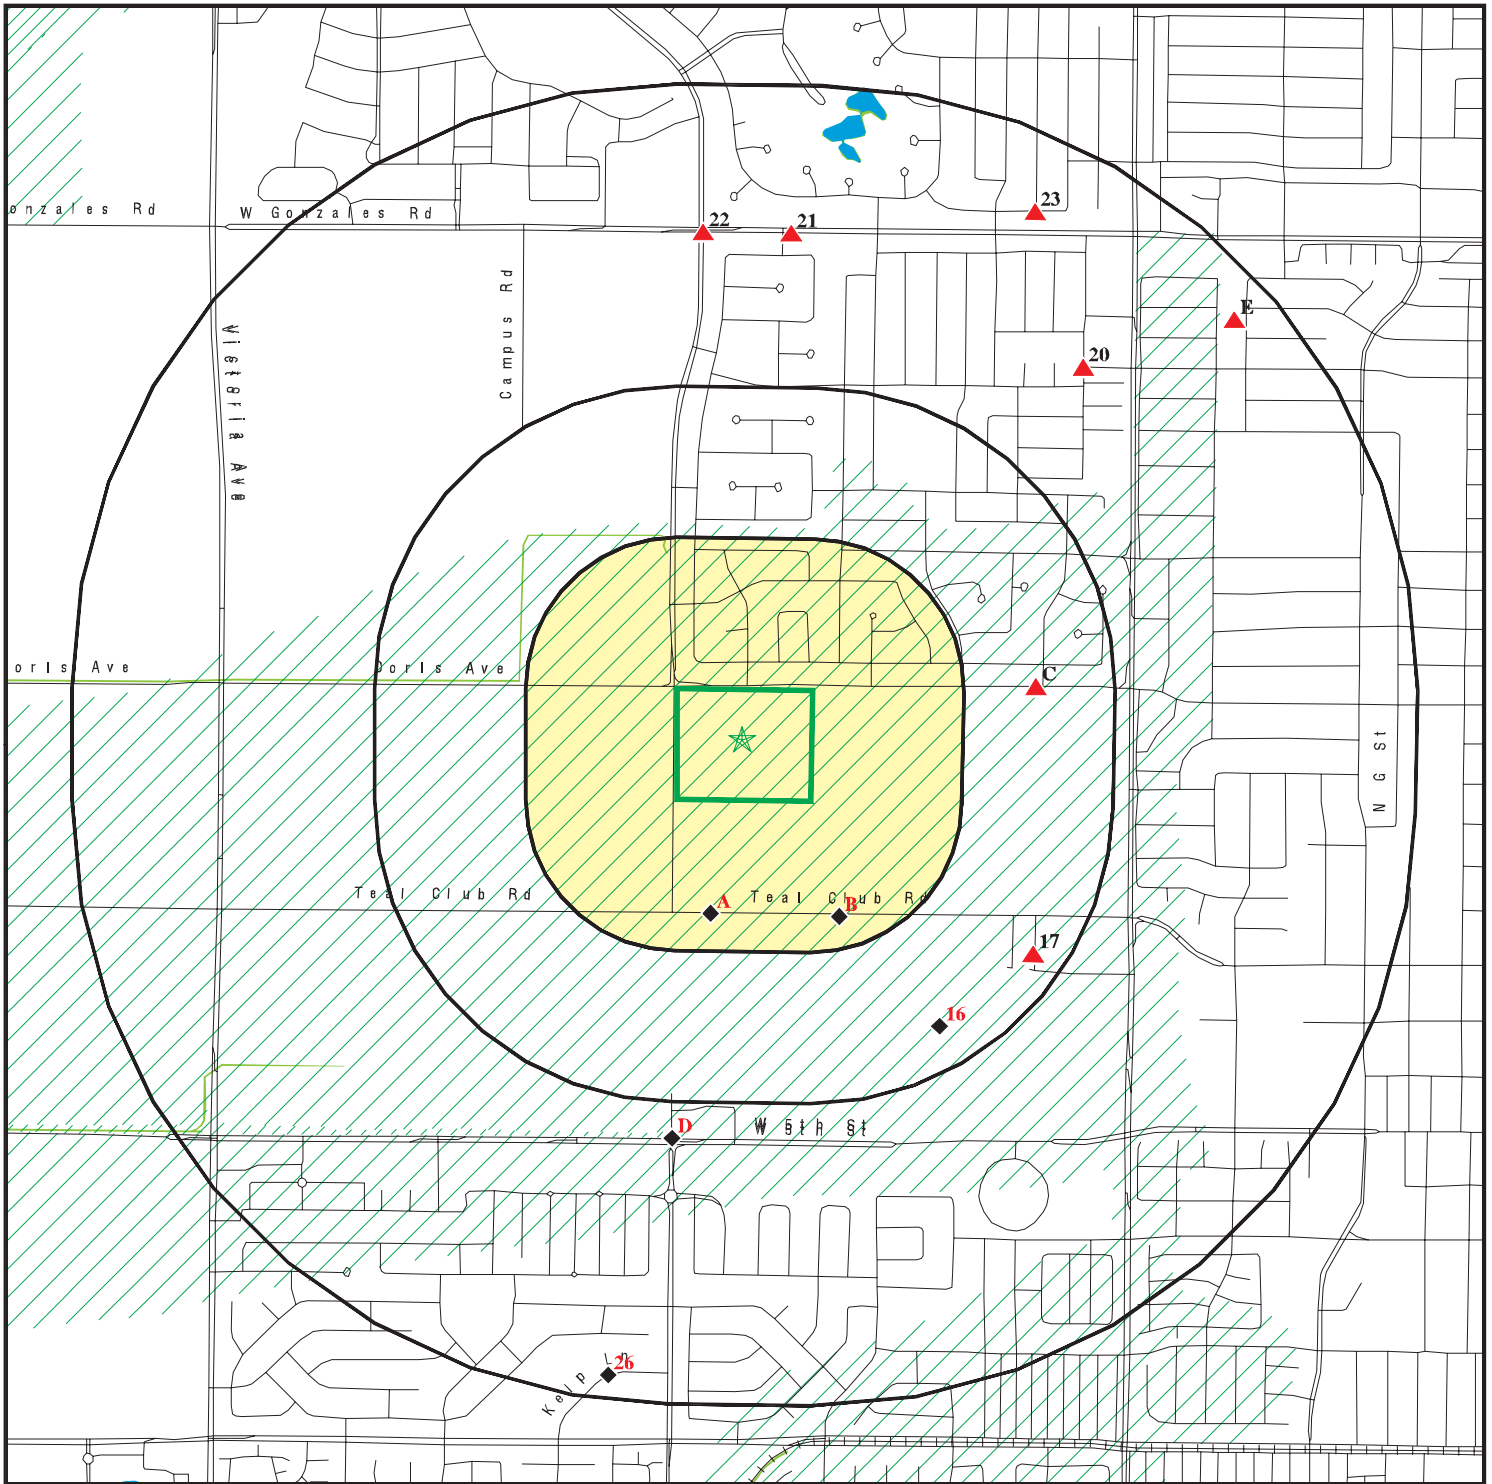 onzales Rd
W Gonzales Rd
22
21
23
Campus Rd
E
Victoria Ave
20
oris Ave
Doris Ave
C
N G St
Teal Club Rd
Teal Club Rd
A
B
17
16
D
W 5th St
26
Kelp Ln